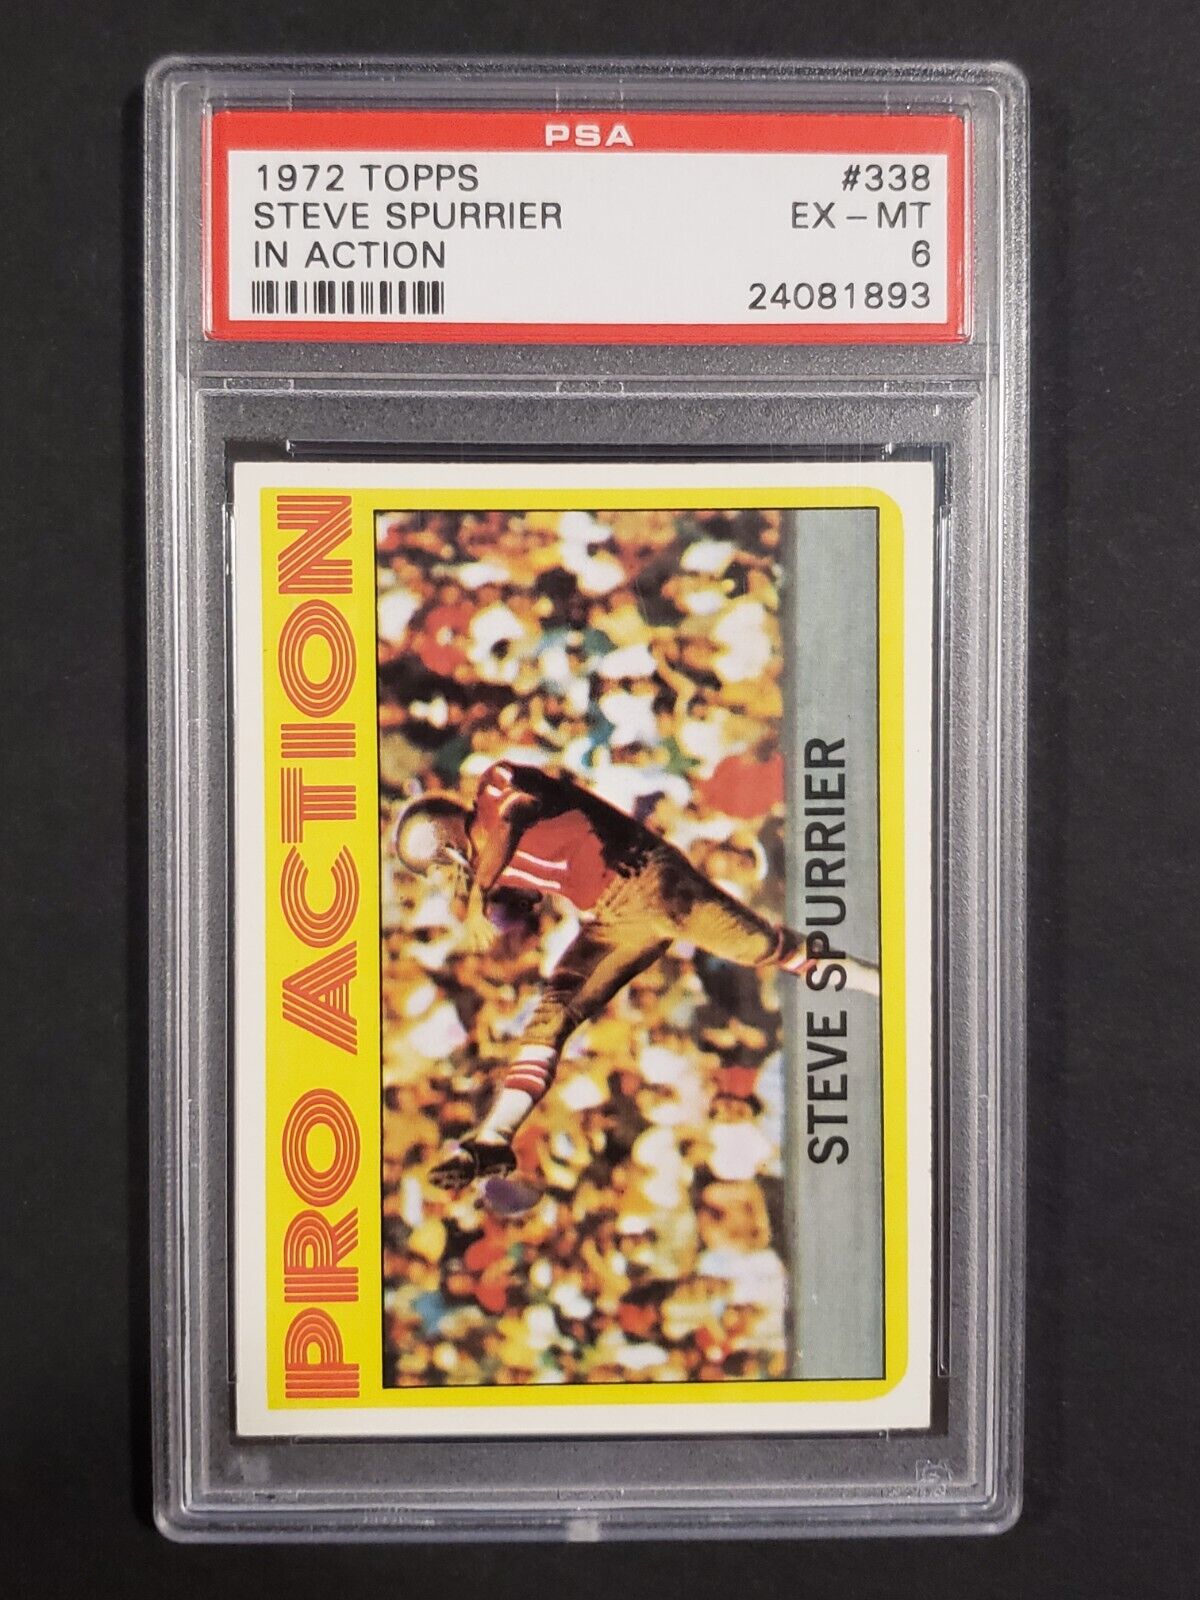 PSA
1972 TOPPS #338
STEVE SPURRIER EX - MT
IN ACTION 6
24081893
PRO ACTION
STEVE SPURRIER